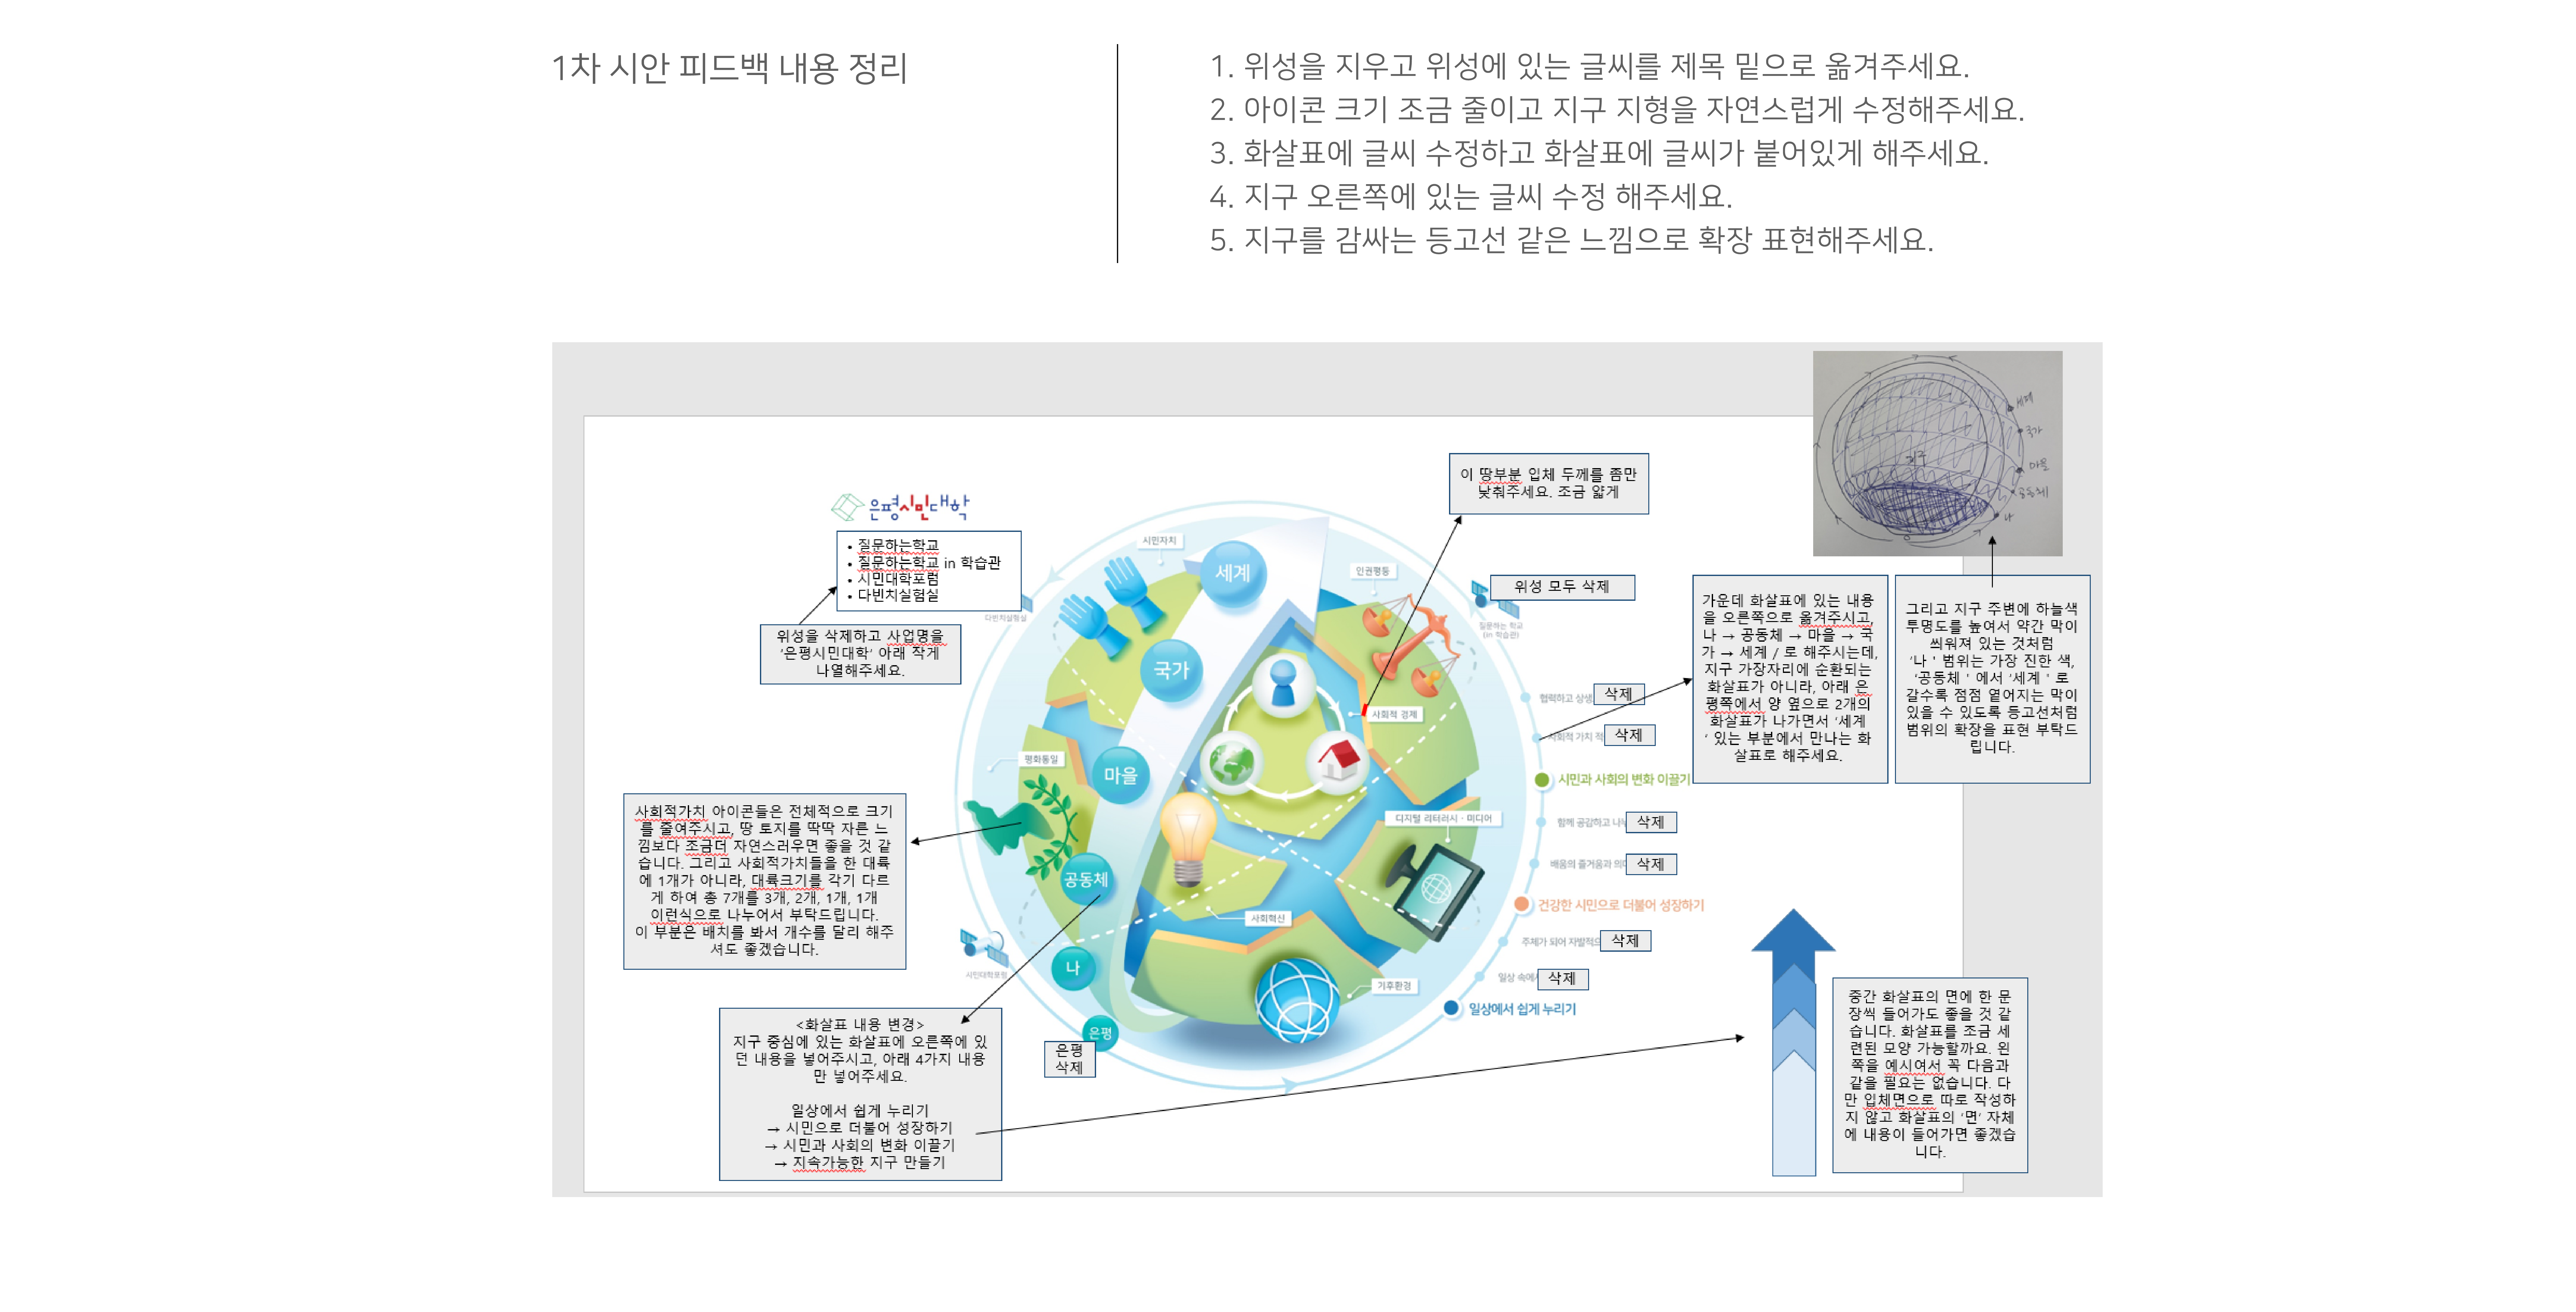 1차 시안 피드백 내용 정리
1. 위성을 지우고 위성에 있는 글씨를 제목 밑으로 옮겨주세요.
2. 아이콘 크기 조금 줄이고 지구 지형을 자연스럽게 수정해주세요.
3. 화살표에 글씨 수정하고 화살표에 글씨가 붙어있게 해주세요.
4. 지구 오른쪽에 있는 글씨 수정 해주세요.
5. 지구를 감싸는 등고선 같은 느낌으로 확장 표현해주세요.
세계
국가
마을
공동체
나
지구
은평시민대학
• 질문하는학교
• 질문하는학교 in 학습관
• 시민대학포럼
• 다빈치실험실
위성을 삭제하고 사업명을
'은평시민대학' 아래 작게
나열해주세요.
다빈치실험실
시민자치
세계
인권평등
이 땅부분 입체 두께를 좀만
낮춰주세요. 조금 얇게
위성 모두 삭제
질문하는 학교
(in 학습관)
국가
사회적 경제
평화통일
마을
공동체
디지털 리터러시 · 미디어
사회혁신
나
시민대학포럼
기후환경
은평
은평
삭제
협력하고 상생
삭제
사회적 가치 적
삭제
시민과 사회의 변화 이끌기
함께 공감하고 나누
삭제
배움의 즐거움과 의미
삭제
건강한 시민으로 더불어 성장하기
주체가 되어 자발적으
삭제
일상 속에서
삭제
일상에서 쉽게 누리기
가운데 화살표에 있는 내용
을 오른쪽으로 옮겨주시고,
나 → 공동체 → 마을 → 국
가 → 세계 / 로 해주시는데,
지구 가장자리에 순환되는
화살표가 아니라, 아래 은
평쪽에서 양 옆으로 2개의
화살표가 나가면서 '세계
' 있는 부분에서 만나는 화
살표로 해주세요.
그리고 지구 주변에 하늘색
투명도를 높여서 약간 막이
씌워져 있는 것처럼
'나 ' 범위는 가장 진한 색,
'공동체 ' 에서 '세계 ' 로
갈수록 점점 옅어지는 막이
있을 수 있도록 등고선처럼
범위의 확장을 표현 부탁드
립니다.
사회적가치 아이콘들은 전체적으로 크기
를 줄여주시고, 땅 토지를 딱딱 자른 느
낌보다 조금더 자연스러우면 좋을 것 같
습니다. 그리고 사회적가치들을 한 대륙
에 1개가 아니라, 대륙크기를 각기 다르
게 하여 총 7개를 3개, 2개, 1개, 1개
이런식으로 나누어서 부탁드립니다.
이 부분은 배치를 봐서 개수를 달리 해주
셔도 좋겠습니다.
<화살표 내용 변경>
지구 중심에 있는 화살표에 오른쪽에 있
던 내용을 넣어주시고, 아래 4가지 내용
만 넣어주세요.
일상에서 쉽게 누리기
→ 시민으로 더불어 성장하기
→ 시민과 사회의 변화 이끌기
→ 지속가능한 지구 만들기
중간 화살표의 면에 한 문
장씩 들어가도 좋을 것 같
습니다. 화살표를 조금 세
련된 모양 가능할까요. 왼
쪽을 예시여서 꼭 다음과
같을 필요는 없습니다. 다
만 입체면으로 따로 작성하
지 않고 화살표의 '면' 자체
에 내용이 들어가면 좋겠습
니다.